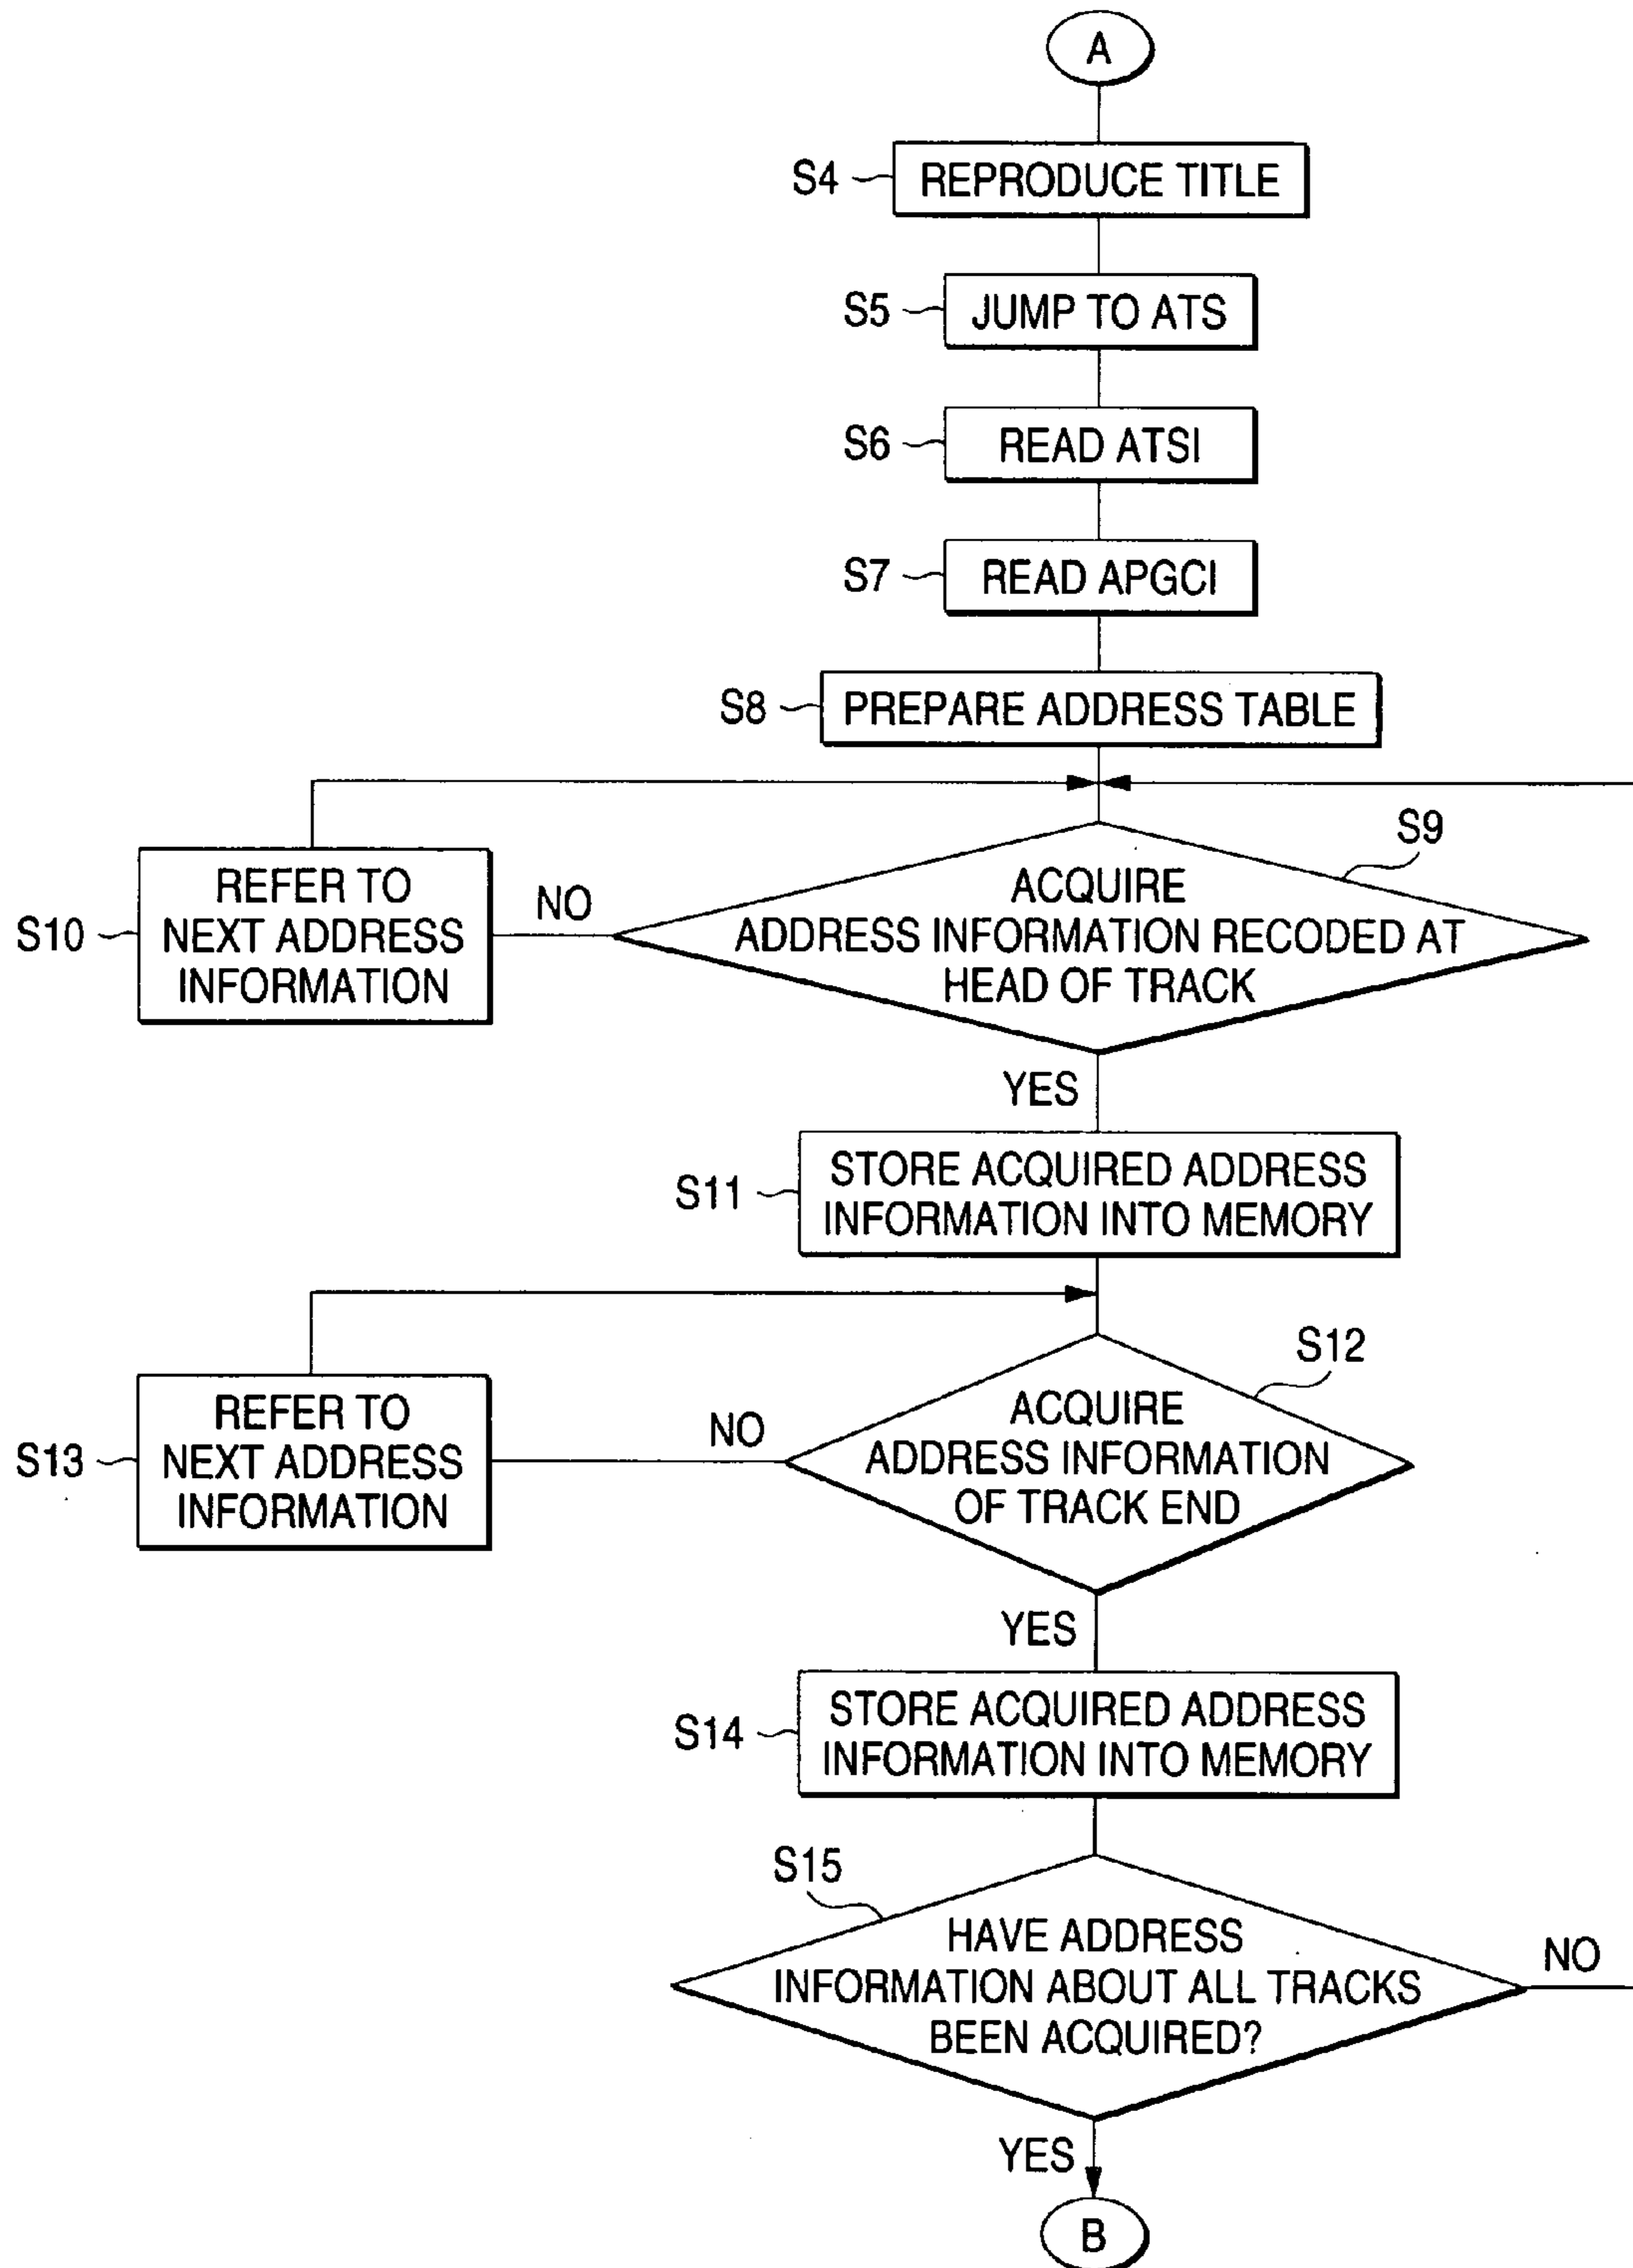 A
S4
REPRODUCE TITLE
S5
JUMP TO ATS
S6
READ ATSI
S7
READ APGCI
S8
PREPARE ADDRESS TABLE
S9
ACQUIRE
ADDRESS INFORMATION RECODED AT
HEAD OF TRACK
NO
S10
REFER TO
NEXT ADDRESS
INFORMATION
YES
S11
STORE ACQUIRED ADDRESS
INFORMATION INTO MEMORY
S12
ACQUIRE
ADDRESS INFORMATION
OF TRACK END
NO
S13
REFER TO
NEXT ADDRESS
INFORMATION
YES
S14
STORE ACQUIRED ADDRESS
INFORMATION INTO MEMORY
S15
HAVE ADDRESS
INFORMATION ABOUT ALL TRACKS
BEEN ACQUIRED?
NO
YES
B